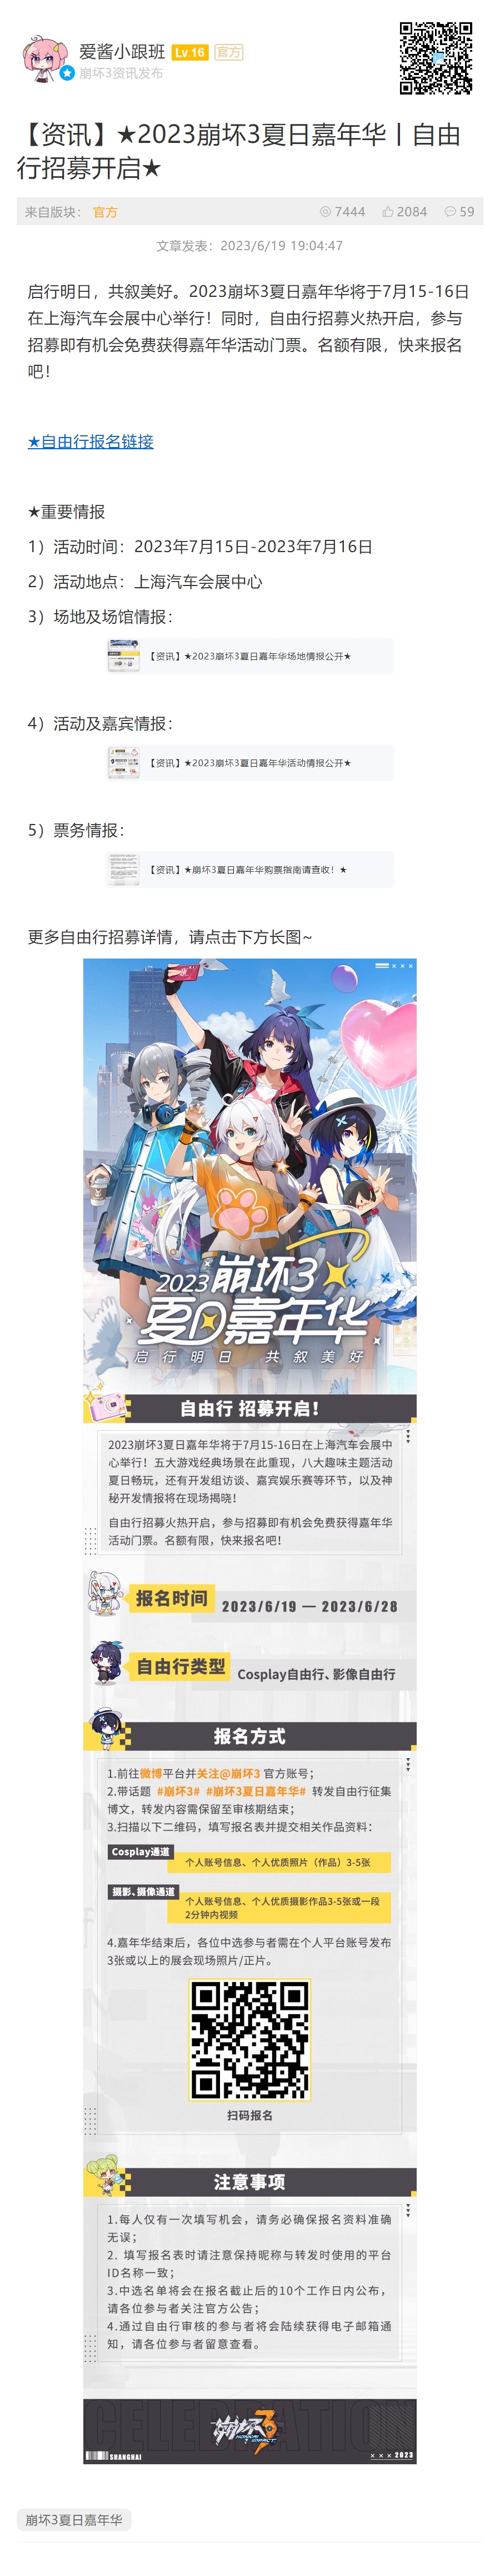 爱酱小跟班 Lv.16 官方
崩坏3资讯发布
【资讯】★2023崩坏3夏日嘉年华丨自由
行招募开启★
来自版块： 官方 7444 2084 59
文章发表：2023/6/19 19:04:47
启行明日，共叙美好。2023崩坏3夏日嘉年华将于7月15-16日
在上海汽车会展中心举行！同时，自由行招募火热开启，参与
招募即有机会免费获得嘉年华活动门票。名额有限，快来报名
吧！
★自由行报名链接
★重要情报
1）活动时间：2023年7月15日-2023年7月16日
2）活动地点：上海汽车会展中心
3）场地及场馆情报：
【资讯】★2023崩坏3夏日嘉年华场地情报公开★
4）活动及嘉宾情报：
【资讯】★2023崩坏3夏日嘉年华活动情报公开★
5）票务情报：
【资讯】★崩坏3夏日嘉年华购票指南请查收！★
更多自由行招募详情，请点击下方长图~
2023崩坏3
夏日嘉年华
启行明日 共叙美好
自由行 招募开启！
2023崩坏3夏日嘉年华将于7月15-16日在上海汽车会展中
心举行！五大游戏经典场景在此重现，八大趣味主题活动
夏日畅玩，还有开发组访谈、嘉宾娱乐赛等环节，以及神
秘开发情报将在现场揭晓！
自由行招募火热开启，参与招募即有机会免费获得嘉年华
活动门票。名额有限，快来报名吧！
报名时间 2023/6/19 — 2023/6/28
自由行类型 Cosplay自由行、影像自由行
报名方式
1.前往微博平台并关注@崩坏3 官方账号；
2.带话题 #崩坏3# #崩坏3夏日嘉年华# 转发自由行征集
博文，转发内容需保留至审核期结束；
3.扫描以下二维码，填写报名表并提交相关作品资料：
Cosplay通道
个人账号信息、个人优质照片（作品）3-5张
摄影、摄像通道
个人账号信息、个人优质摄影作品3-5张或一段
2分钟内视频
4.嘉年华结束后，各位中选参与者需在个人平台账号发布
3张或以上的展会现场照片/正片。
扫码报名
注意事项
1.每人仅有一次填写机会，请务必确保报名资料准确
无误；
2. 填写报名表时请注意保持昵称与转发时使用的平台
ID名称一致；
3.中选名单将会在报名截止后的10个工作日内公布，
请各位参与者关注官方公告；
4.通过自由行审核的参与者将会陆续获得电子邮箱通
知，请各位参与者留意查看。
CELEBRATION
崩坏3
SHANGHAI
2023
崩坏3夏日嘉年华